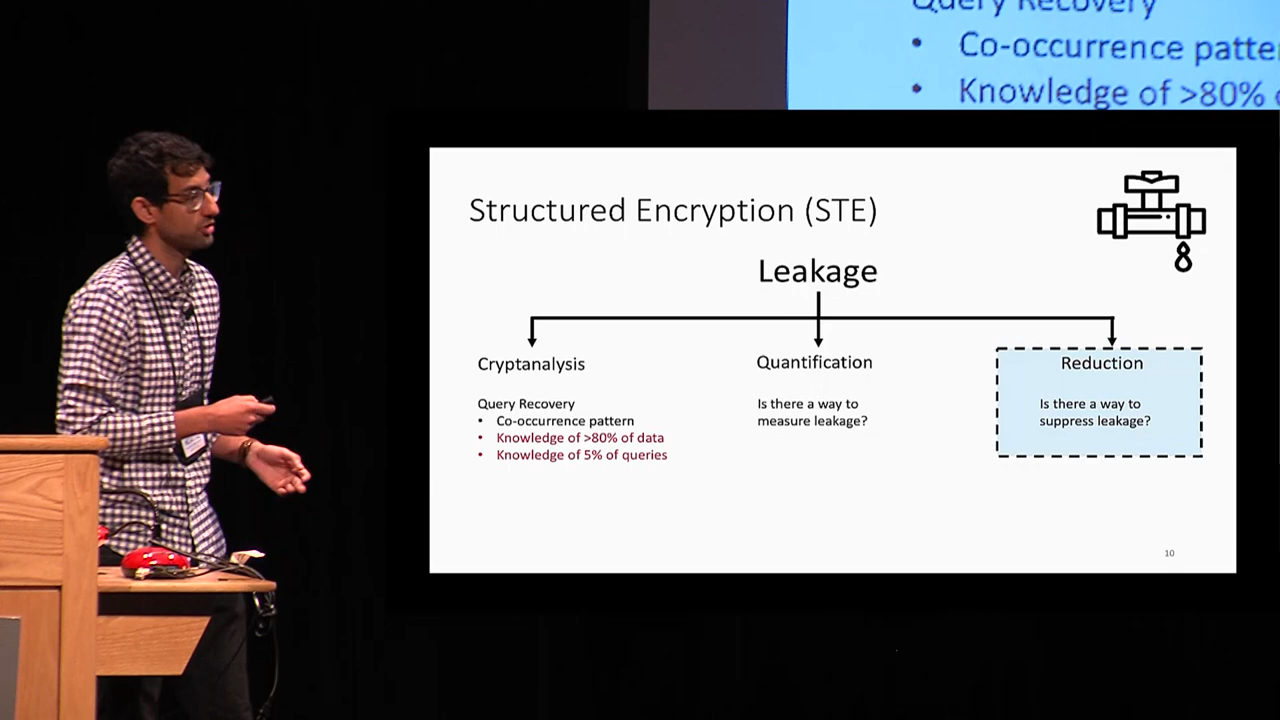 Query Recovery
• Co-occurrence patte
• Knowledge of >80%
Structured Encryption (STE)
Leakage
Cryptanalysis
Quantification
Reduction
Query Recovery
• Co-occurrence pattern
• Knowledge of >80% of data
• Knowledge of 5% of queries
Is there a way to
measure leakage?
Is there a way to
suppress leakage?
10